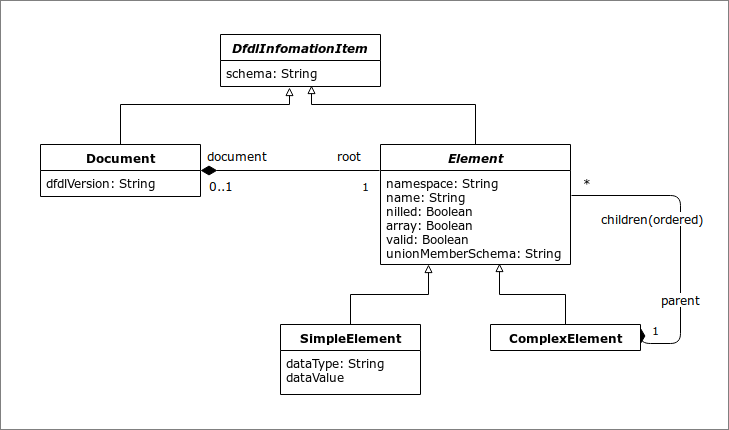 DfdlInfomationItem
schema: String
Document
dfdlVersion: String
document
root
0..1
1
Element
namespace: String
name: String
nilled: Boolean
array: Boolean
valid: Boolean
unionMemberSchema: String
*
children(ordered)
parent
1
SimpleElement
dataType: String
dataValue
ComplexElement